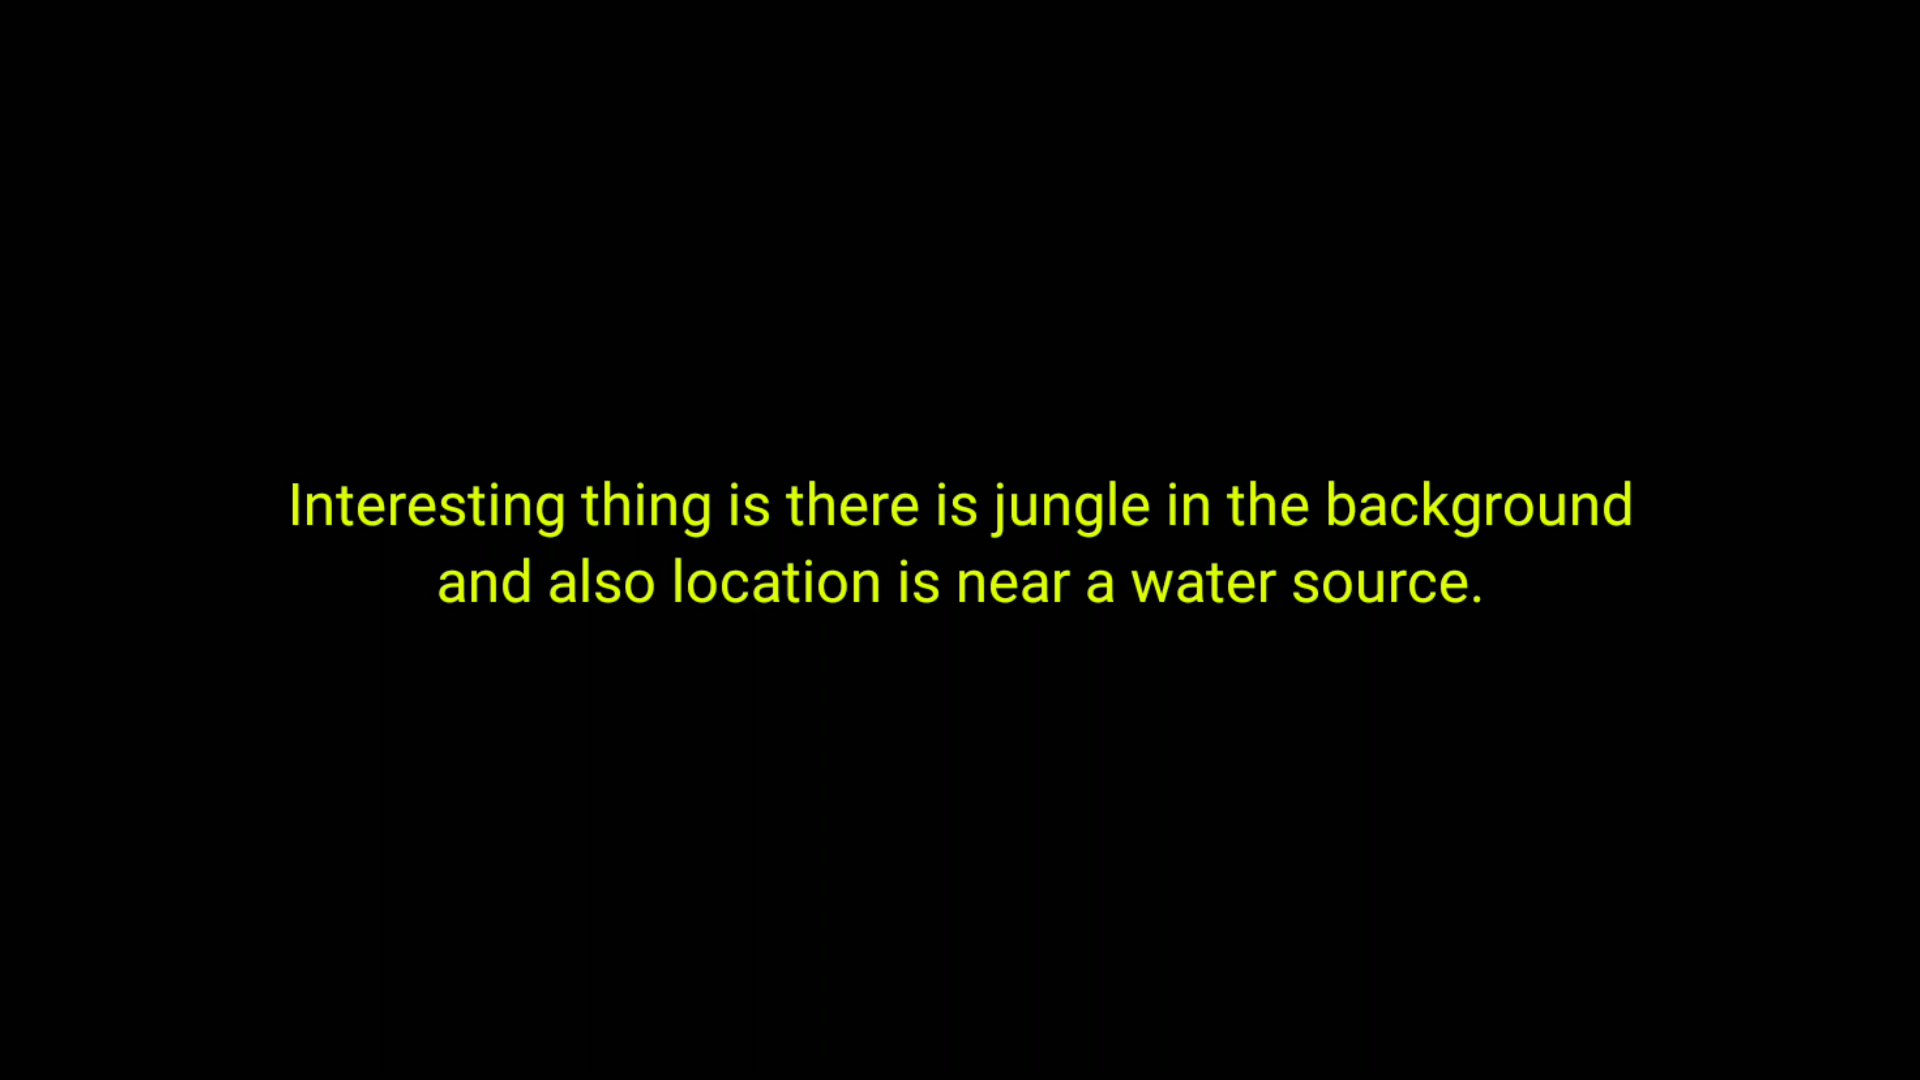 Interesting thing is there is jungle in the background
and also location is near a water source.